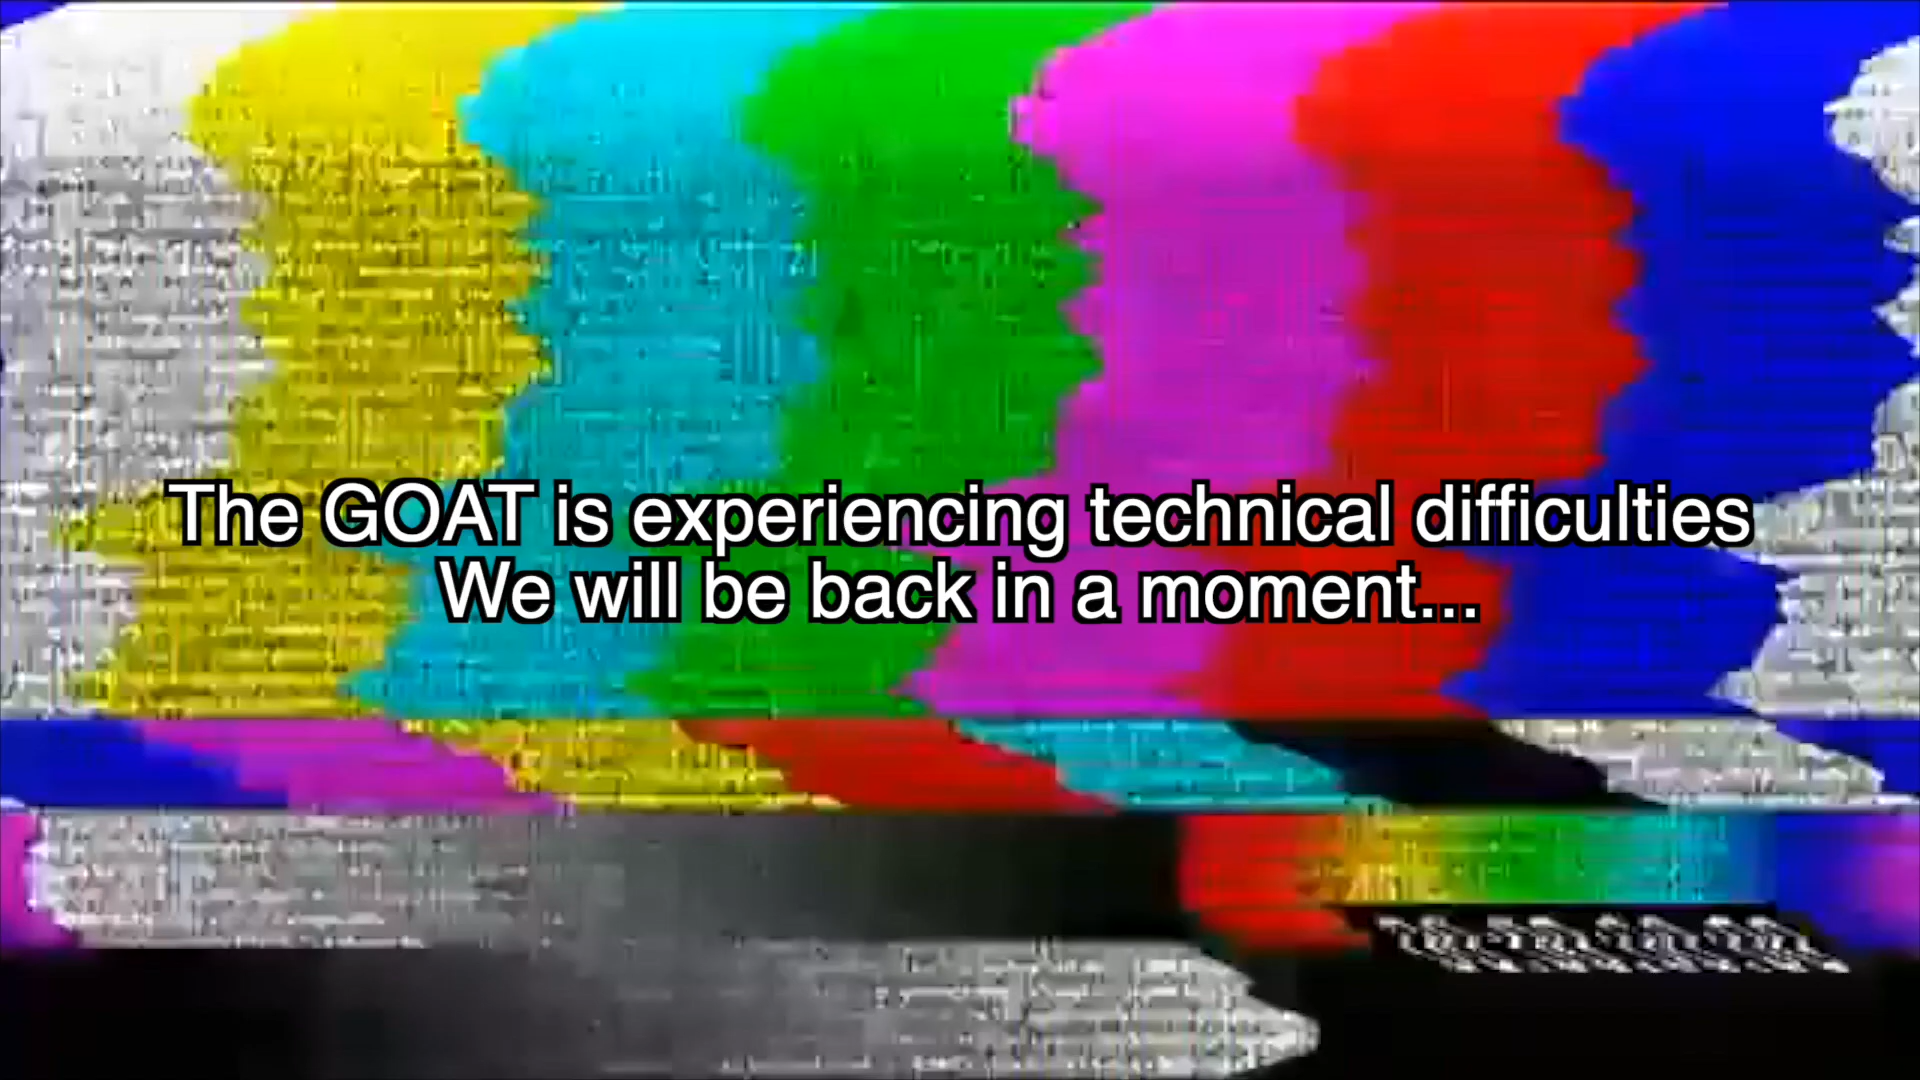 The GOAT is experiencing technical difficulties
We will be back in a moment...